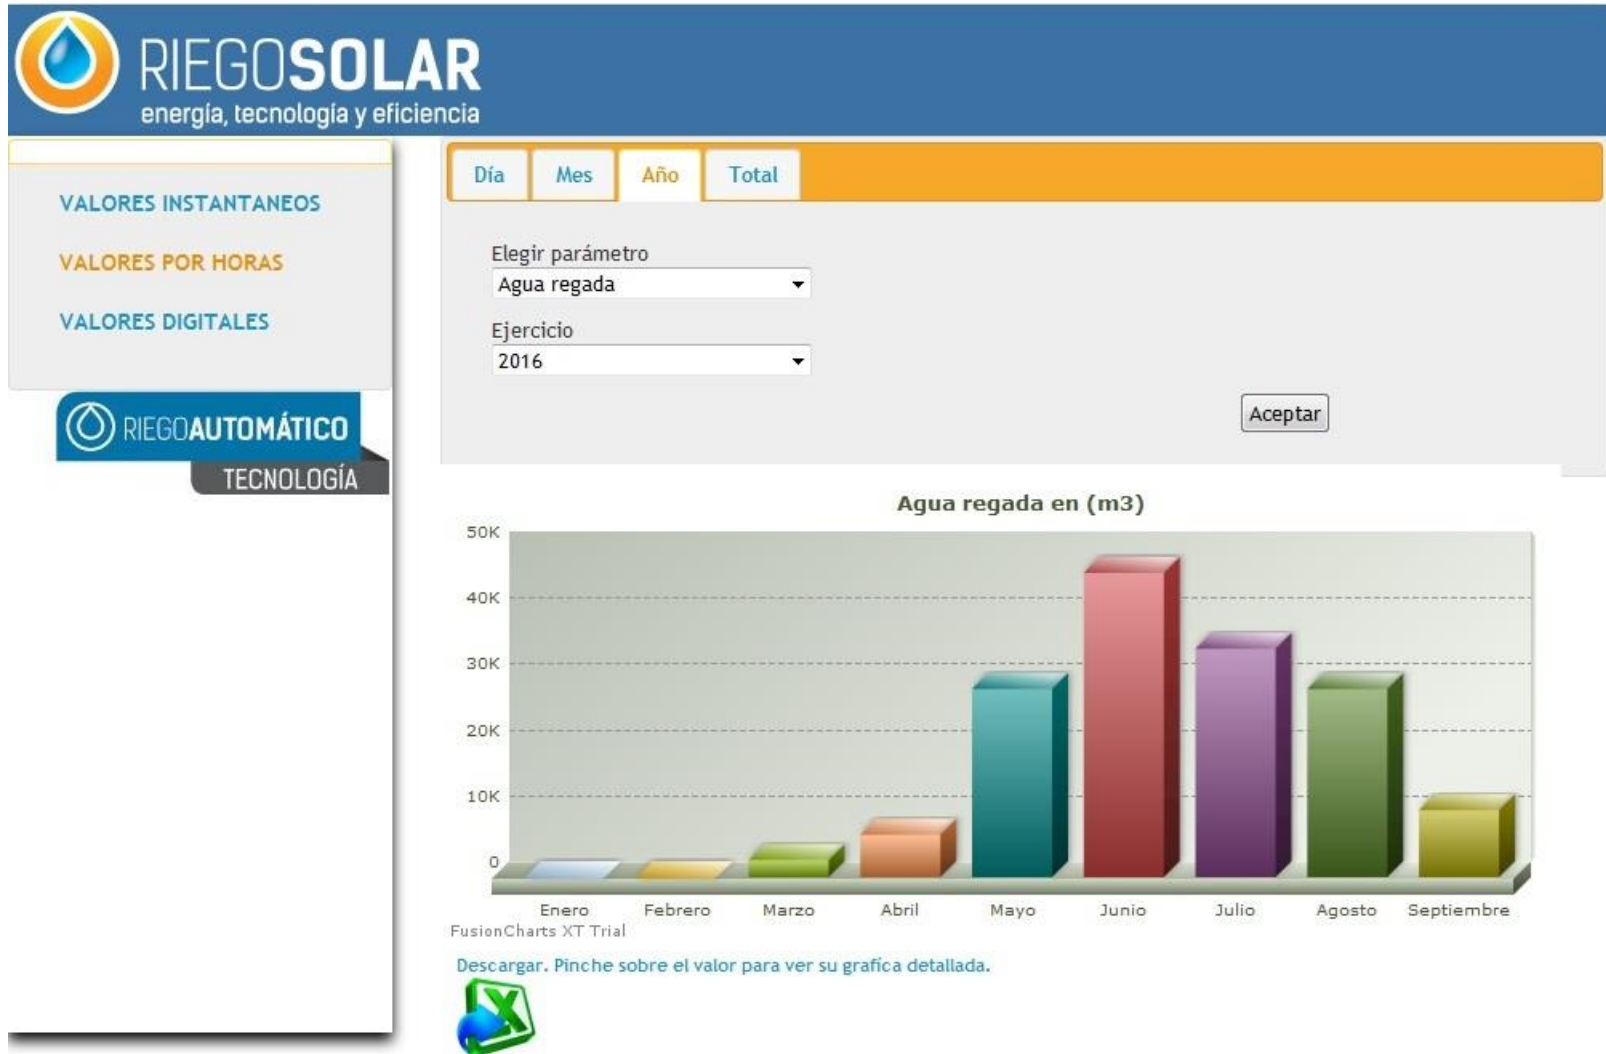 RIEGOSOLAR
energía, tecnología y eficiencia
VALORES INSTANTANEOS
VALORES POR HORAS
VALORES DIGITALES
RIEGOAUTOMÁTICO
TECNOLOGÍA
Día Mes Año Total
Elegir parámetro
Agua regada
Ejercicio
2016
Aceptar
Agua regada en (m3)
50K
40K
30K
20K
10K
0
Enero Febrero Marzo Abril Mayo Junio Julio Agosto Septiembre
FusionCharts XT Trial
Descargar. Pinche sobre el valor para ver su grafíca detallada.
X